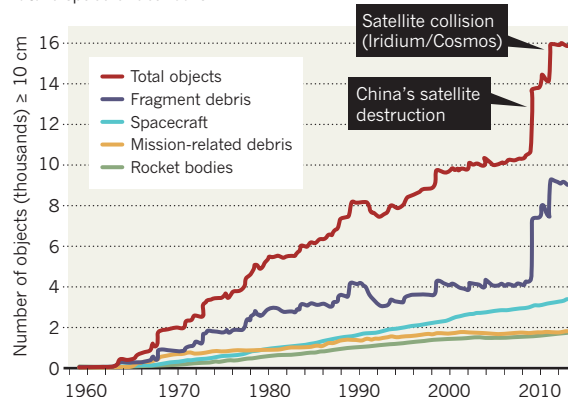 Satellite collision
(Iridium/Cosmos)
China's satellite
destruction
Total objects
Fragment debris
Spacecraft
Mission-related debris
Rocket bodies
Number of objects (thousands) ≥ 10 cm
16
14
12
10
8
6
4
2
0
1960 1970 1980 1990 2000 2010